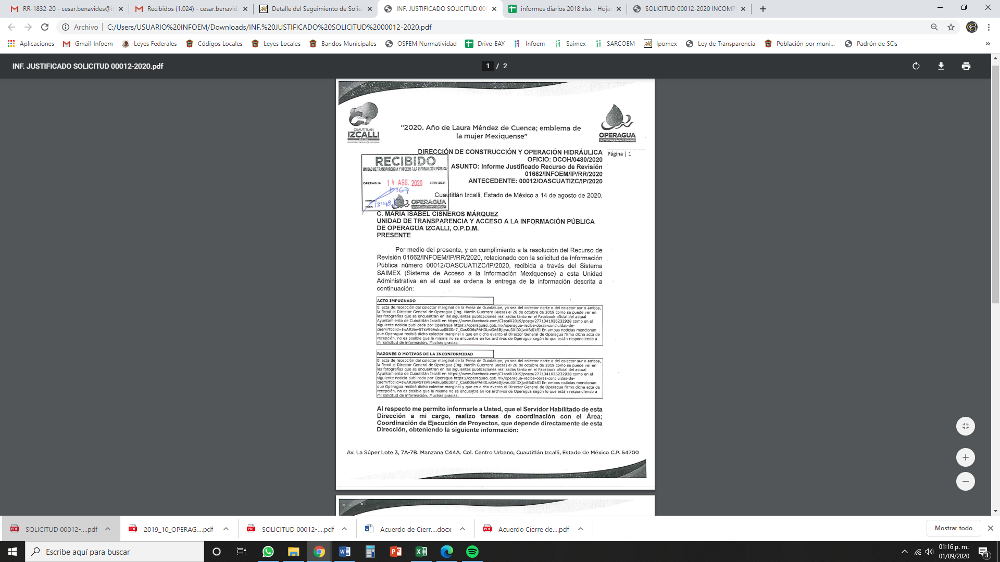 RR-1832-20 - cesar.benavides@i
Recibidos (1.024) - cesar.benavid
Detalle del Seguimiento de Solici
INF. JUSTIFICADO SOLICITUD 000
informes diarios 2018.xlsx - Hoja
SOLICITUD 00012-2020 INCOMP
Archivo
C:/Users/USUARIO%20INFOEM/Downloads/INF.%20JUSTIFICADO%20SOLICITUD%2000012-2020.pdf
Aplicaciones
Gmail-Infoem
Leyes Federales
Códigos Locales
Leyes Locales
Bandos Municipales
OSFEM Normatividad
Drive-EAY
Infoem
Saimex
SARCOEM
Ipomex
Ley de Transparencia
Población por muni...
Padrón de SOs
INF. JUSTIFICADO SOLICITUD 00012-2020.pdf
1 / 2
CUAUTITLÁN
IZCALLI
OPERAGUA
SUSTENTABLE PARA TI 2019/2021
“2020. Año de Laura Méndez de Cuenca; emblema de
la mujer Mexiquense”
Página | 1
DIRECCIÓN DE CONSTRUCCIÓN Y OPERACIÓN HIDRÁULICA
OFICIO: DCOH/0480/2020
ASUNTO: Informe Justificado Recurso de Revisión
01662/INFOEM/IP/RR/2020
ANTECEDENTE: 00012/OASCUATIZC/IP/2020
RECIBIDO
UNIDAD DE TRANSPARENCIA Y ACCESO A LA INFORMACIÓN PÚBLICA
OPERAGUA 14 AGO. 2020 2019-2021
NOMBRE:
HORA: 13:48
OPERAGUA
Cuautitlán Izcalli, Estado de México a 14 de agosto de 2020.
C. MARIA ISABEL CISNEROS MÁRQUEZ
UNIDAD DE TRANSPARENCIA Y ACCESO A LA INFORMACIÓN PÚBLICA
DE OPERAGUA IZCALLI, O.P.D.M.
PRESENTE
Por medio del presente, y en cumplimiento a la resolución del Recurso de
Revisión 01662/INFOEM/IP/RR/2020, relacionado con la solicitud de Información
Pública número 00012/OASCUATIZC/IP/2020, recibida a través del Sistema
SAIMEX (Sistema de Acceso a la Información Mexiquense) a esta Unidad
Administrativa en el cual se ordena la entrega de la información descrita a
continuación:
ACTO IMPUGNADO
El acta de recepción del colector marginal de la Presa de Guadalupe, ya sea del colector norte o del colector sur o ambos,
la firmó el Director General de Operagua (Ing. Martín Guerrero Baeza) el 28 de octubre de 2019 como se puede ver en
las fotografías que se encuentran en las siguientes publicaciones realizadas tanto en el Facebook oficial del actual
Ayuntamiento de Cuautitlán Izcalli en https://www.facebook.com/CIzcalli2019/posts/2771341026232928 como en el
siguiente noticia publicada por Operagua https://operaguaci.gob.mx/operagua-recibe-obras-concluidas-de-
caem?fbclid=IwAR3ewSTsV96Askup0E30n7_CosKO6sPAH3LwGA6Bjtyau3XIDXjwABdIkfII En ambas noticias mencionan
que Operagua recibió dicho colector marginal y que en dicho evento el Director General de Operagua firmo dicha acta de
recepción, no es posible que la misma no se encuentre en los archivos de Operagua según lo que están respondiendo a
mi solicitud de información. Muchas gracias.
RAZONES O MOTIVOS DE LA INCONFORMIDAD
El acta de recepción del colector marginal de la Presa de Guadalupe, ya sea del colector norte o del colector sur o ambos,
la firmó el Director General de Operagua (Ing. Martín Guerrero Baeza) el 28 de octubre de 2019 como se puede ver en
las fotografías que se encuentran en las siguientes publicaciones realizadas tanto en el Facebook oficial del actual
Ayuntamiento de Cuautitlán Izcalli en https://www.facebook.com/CIzcalli2019/posts/2771341026232928 como en el
siguiente noticia publicada por Operagua https://operaguaci.gob.mx/operagua-recibe-obras-concluidas-de-
caem?fbclid=IwAR3ewSTsV96Askup0E30n7_CosKO6sPAH3LwGA6Bjtyau3XIDXjwABdIkfII En ambas noticias mencionan
que Operagua recibió dicho colector marginal y que en dicho evento el Director General de Operagua firmo dicha acta de
recepción, no es posible que la misma no se encuentre en los archivos de Operagua según lo que están respondiendo a
mi solicitud de información. Muchas gracias.
Al respecto me permito informarle a Usted, que el Servidor Habilitado de esta
Dirección a mi cargo, realizo tareas de coordinación con el Área;
Coordinación de Ejecución de Proyectos, que depende directamente de esta
Dirección, obteniendo la siguiente información:
Av. La Súper Lote 3, 7A-7B. Manzana C44A. Col. Centro Urbano, Cuautitlán Izcalli, Estado de México C.P. 54700
SOLICITUD 00012-....pdf
2019_10_OPERAG....pdf
SOLICITUD 00012-....pdf
Acuerdo de Cierr....docx
Acuerdo Cierre de....pdf
Mostrar todo
Escribe aquí para buscar
01:16 p. m.
01/09/2020
3